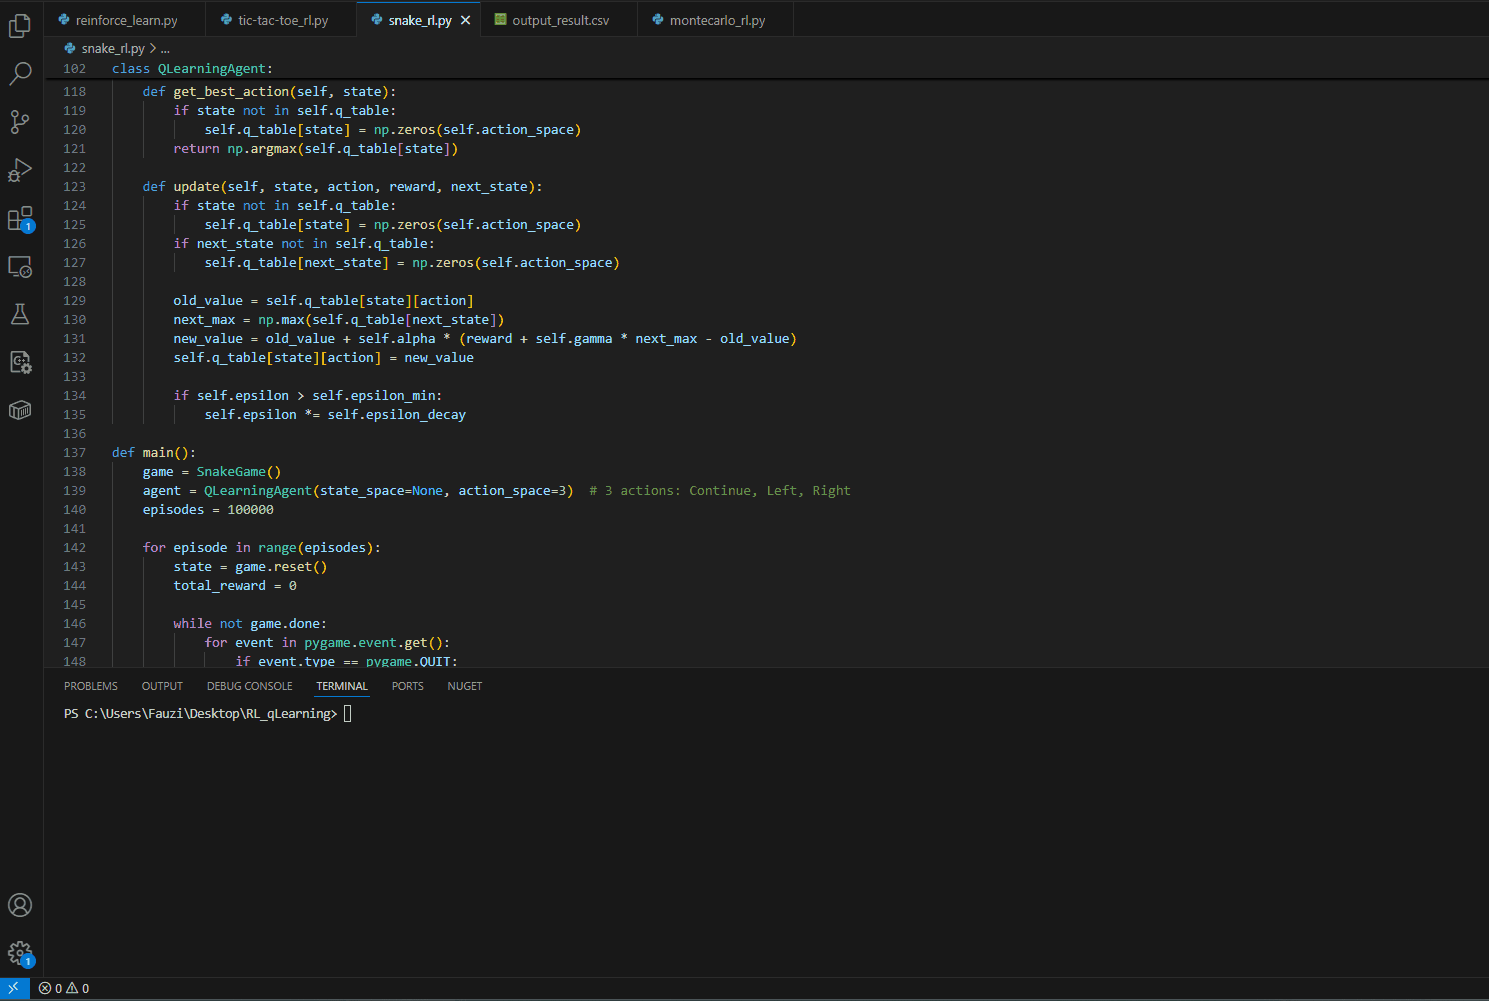 reinforce_learn.py
tic-tac-toe_rl.py
snake_rl.py
output_result.csv
montecarlo_rl.py
snake_rl.py > ...
102 class QLearningAgent:
118 def get_best_action(self, state):
119 if state not in self.q_table:
120 self.q_table[state] = np.zeros(self.action_space)
121 return np.argmax(self.q_table[state])
122
123 def update(self, state, action, reward, next_state):
124 if state not in self.q_table:
125 self.q_table[state] = np.zeros(self.action_space)
126 if next_state not in self.q_table:
127 self.q_table[next_state] = np.zeros(self.action_space)
128
129 old_value = self.q_table[state][action]
130 next_max = np.max(self.q_table[next_state])
131 new_value = old_value + self.alpha * (reward + self.gamma * next_max - old_value)
132 self.q_table[state][action] = new_value
133
134 if self.epsilon > self.epsilon_min:
135 self.epsilon *= self.epsilon_decay
136
137 def main():
138 game = SnakeGame()
139 agent = QLearningAgent(state_space=None, action_space=3)  # 3 actions: Continue, Left, Right
140 episodes = 100000
141
142 for episode in range(episodes):
143 state = game.reset()
144 total_reward = 0
145
146 while not game.done:
147 for event in pygame.event.get():
148 if event.type == pygame.QUIT:
1
PROBLEMS OUTPUT DEBUG CONSOLE TERMINAL PORTS NUGET
PS C:\Users\Fauzi\Desktop\RL_qLearning>
1
0 0